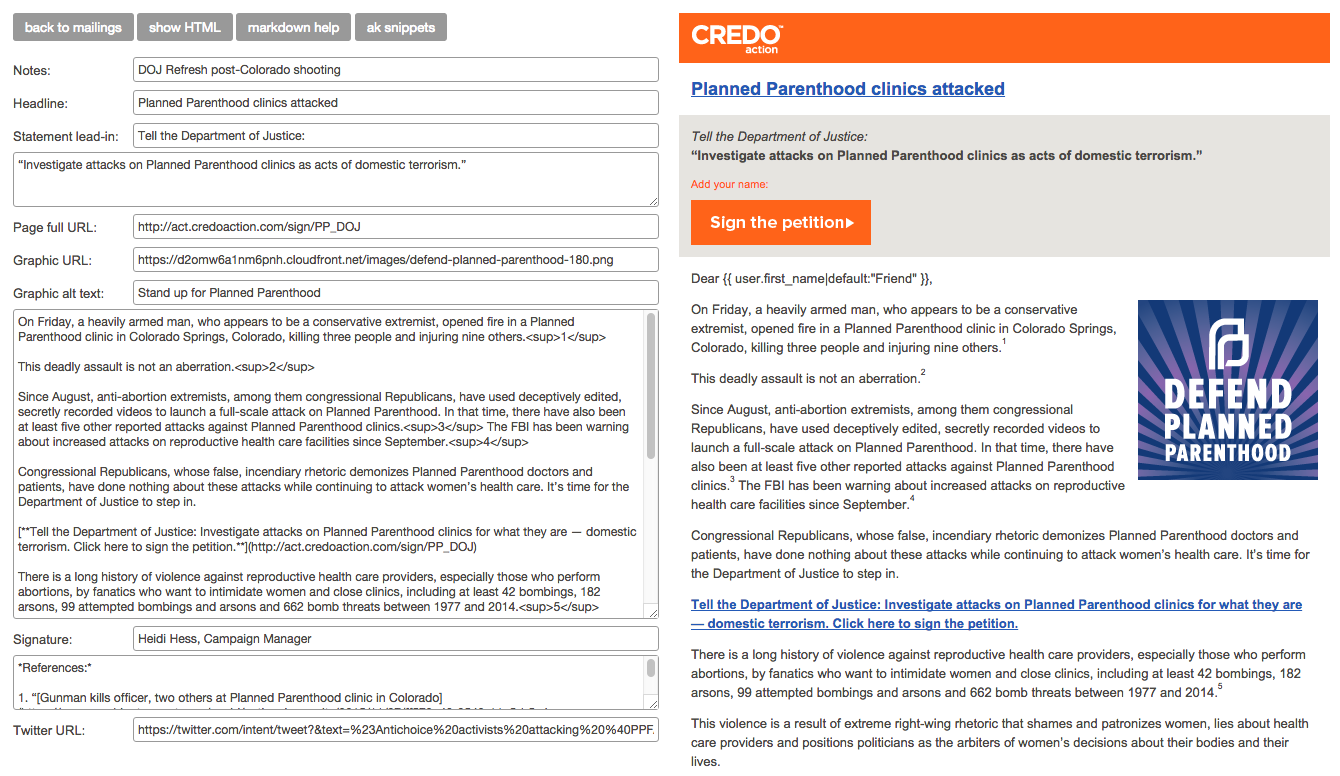 back to mailings
show HTML
markdown help
ak snippets
Notes:
DOJ Refresh post-Colorado shooting
Headline:
Planned Parenthood clinics attacked
Statement lead-in:
Tell the Department of Justice:
“Investigate attacks on Planned Parenthood clinics as acts of domestic terrorism.”
Page full URL:
http://act.credoaction.com/sign/PP_DOJ
Graphic URL:
https://d2omw6a1nm6pnh.cloudfront.net/images/defend-planned-parenthood-180.png
Graphic alt text:
Stand up for Planned Parenthood
On Friday, a heavily armed man, who appears to be a conservative extremist, opened fire in a Planned
Parenthood clinic in Colorado Springs, Colorado, killing three people and injuring nine others.<sup>1</sup>
This deadly assault is not an aberration.<sup>2</sup>
Since August, anti-abortion extremists, among them congressional Republicans, have used deceptively edited,
secretly recorded videos to launch a full-scale attack on Planned Parenthood. In that time, there have also been
at least five other reported attacks against Planned Parenthood clinics.<sup>3</sup> The FBI has been warning
about increased attacks on reproductive health care facilities since September.<sup>4</sup>
Congressional Republicans, whose false, incendiary rhetoric demonizes Planned Parenthood doctors and
patients, have done nothing about these attacks while continuing to attack women’s health care. It’s time for the
Department of Justice to step in.
[**Tell the Department of Justice: Investigate attacks on Planned Parenthood clinics for what they are — domestic
terrorism. Click here to sign the petition.**](http://act.credoaction.com/sign/PP_DOJ)
There is a long history of violence against reproductive health care providers, especially those who perform
abortions, by fanatics who want to intimidate women and close clinics, including at least 42 bombings, 182
arsons, 99 attempted bombings and arsons and 662 bomb threats between 1977 and 2014.<sup>5</sup>
Signature:
Heidi Hess, Campaign Manager
*References:*
1. “[Gunman kills officer, two others at Planned Parenthood clinic in Colorado]
Twitter URL:
https://twitter.com/intent/tweet?&text=%23Antichoice%20activists%20attacking%20%40PPF.
CREDO
action
Planned Parenthood clinics attacked
Tell the Department of Justice:
“Investigate attacks on Planned Parenthood clinics as acts of domestic terrorism.”
Add your name:
Sign the petition
Dear {{ user.first_name|default:"Friend" }},
On Friday, a heavily armed man, who appears to be a conservative
extremist, opened fire in a Planned Parenthood clinic in Colorado Springs,
Colorado, killing three people and injuring nine others.1
This deadly assault is not an aberration.2
Since August, anti-abortion extremists, among them congressional
Republicans, have used deceptively edited, secretly recorded videos to
launch a full-scale attack on Planned Parenthood. In that time, there have
also been at least five other reported attacks against Planned Parenthood
clinics.3 The FBI has been warning about increased attacks on reproductive
health care facilities since September.4
DEFEND
PLANNED
PARENTHOOD
Congressional Republicans, whose false, incendiary rhetoric demonizes Planned Parenthood doctors and
patients, have done nothing about these attacks while continuing to attack women’s health care. It’s time for
the Department of Justice to step in.
Tell the Department of Justice: Investigate attacks on Planned Parenthood clinics for what they are
— domestic terrorism. Click here to sign the petition.
There is a long history of violence against reproductive health care providers, especially those who perform
abortions, by fanatics who want to intimidate women and close clinics, including at least 42 bombings, 182
arsons, 99 attempted bombings and arsons and 662 bomb threats between 1977 and 2014.5
This violence is a result of extreme right-wing rhetoric that shames and patronizes women, lies about health
care providers and positions politicians as the arbiters of women’s decisions about their bodies and their
lives.